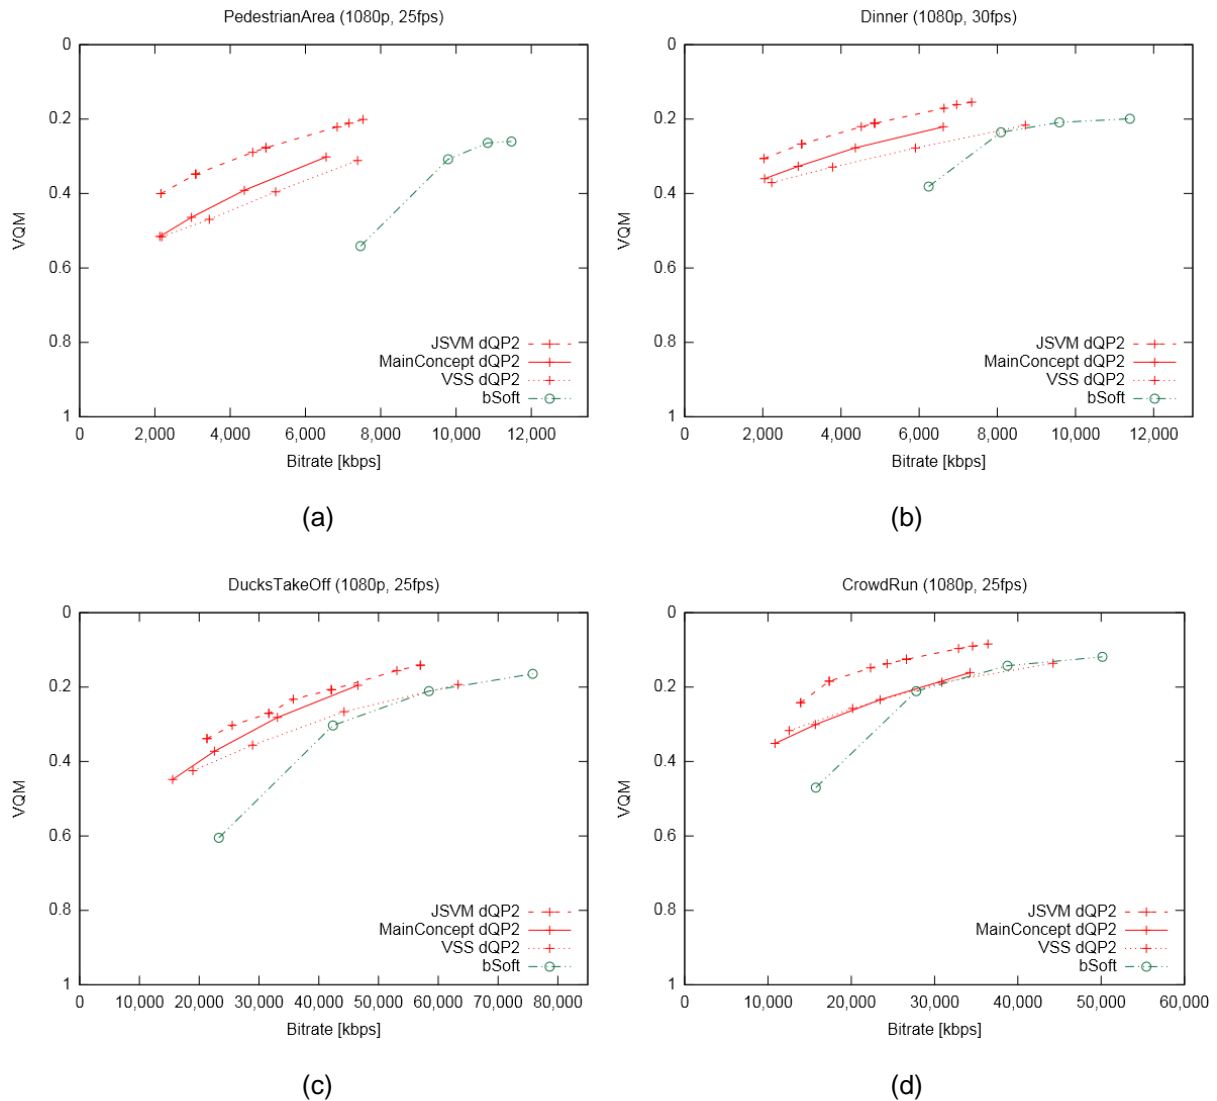 PedestrianArea (1080p, 25fps)
0
0.2
0.4
0.6
0.8
1
VQM
JSVM dQP2
MainConcept dQP2
VSS dQP2
bSoft
0 2,000 4,000 6,000 8,000 10,000 12,000
Bitrate [kbps]
(a)
Dinner (1080p, 30fps)
0
0.2
0.4
0.6
0.8
1
VQM
JSVM dQP2
MainConcept dQP2
VSS dQP2
bSoft
0 2,000 4,000 6,000 8,000 10,000 12,000
Bitrate [kbps]
(b)
DucksTakeOff (1080p, 25fps)
0
0.2
0.4
0.6
0.8
1
VQM
JSVM dQP2
MainConcept dQP2
VSS dQP2
bSoft
0 10,000 20,000 30,000 40,000 50,000 60,000 70,000 80,000
Bitrate [kbps]
(c)
CrowdRun (1080p, 25fps)
0
0.2
0.4
0.6
0.8
1
VQM
JSVM dQP2
MainConcept dQP2
VSS dQP2
bSoft
0 10,000 20,000 30,000 40,000 50,000 60,000
Bitrate [kbps]
(d)